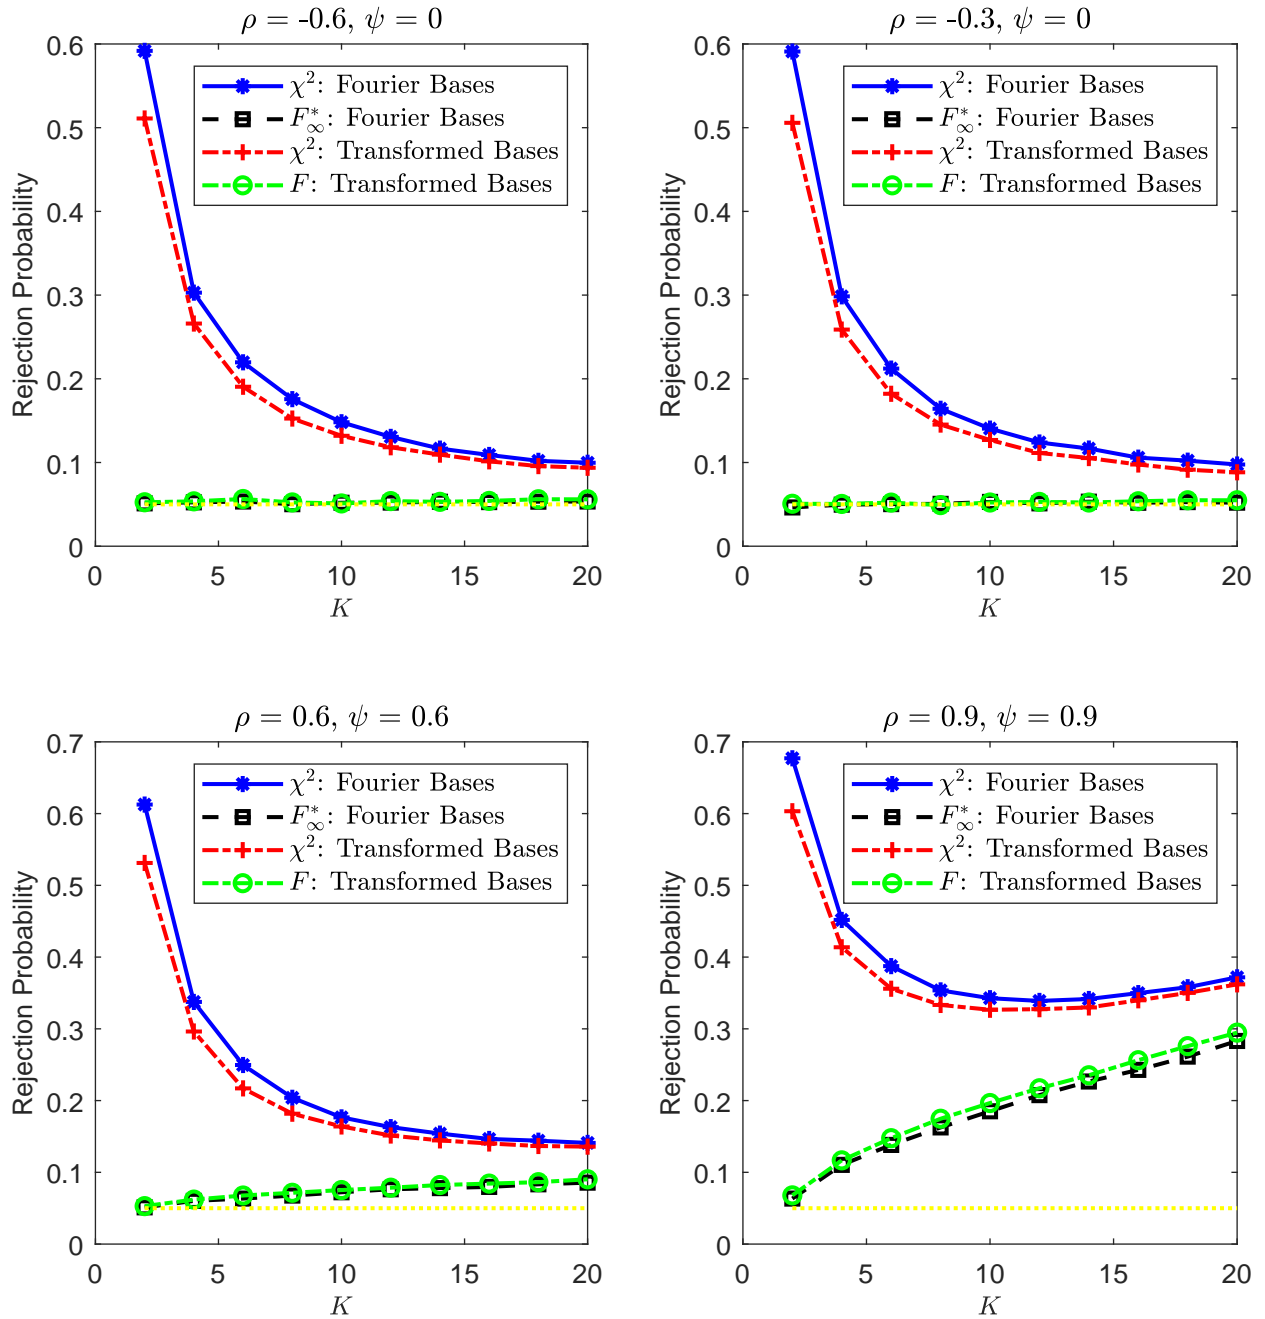 ρ = -0.6, ψ = 0
Rejection Probability
0.6
0.5
0.4
0.3
0.2
0.1
0
χ²: Fourier Bases
F*∞: Fourier Bases
χ²: Transformed Bases
F: Transformed Bases
0 5 10 15 20
K
ρ = -0.3, ψ = 0
Rejection Probability
0.6
0.5
0.4
0.3
0.2
0.1
0
χ²: Fourier Bases
F*∞: Fourier Bases
χ²: Transformed Bases
F: Transformed Bases
0 5 10 15 20
K
ρ = 0.6, ψ = 0.6
Rejection Probability
0.7
0.6
0.5
0.4
0.3
0.2
0.1
0
χ²: Fourier Bases
F*∞: Fourier Bases
χ²: Transformed Bases
F: Transformed Bases
0 5 10 15 20
K
ρ = 0.9, ψ = 0.9
Rejection Probability
0.7
0.6
0.5
0.4
0.3
0.2
0.1
0
χ²: Fourier Bases
F*∞: Fourier Bases
χ²: Transformed Bases
F: Transformed Bases
0 5 10 15 20
K